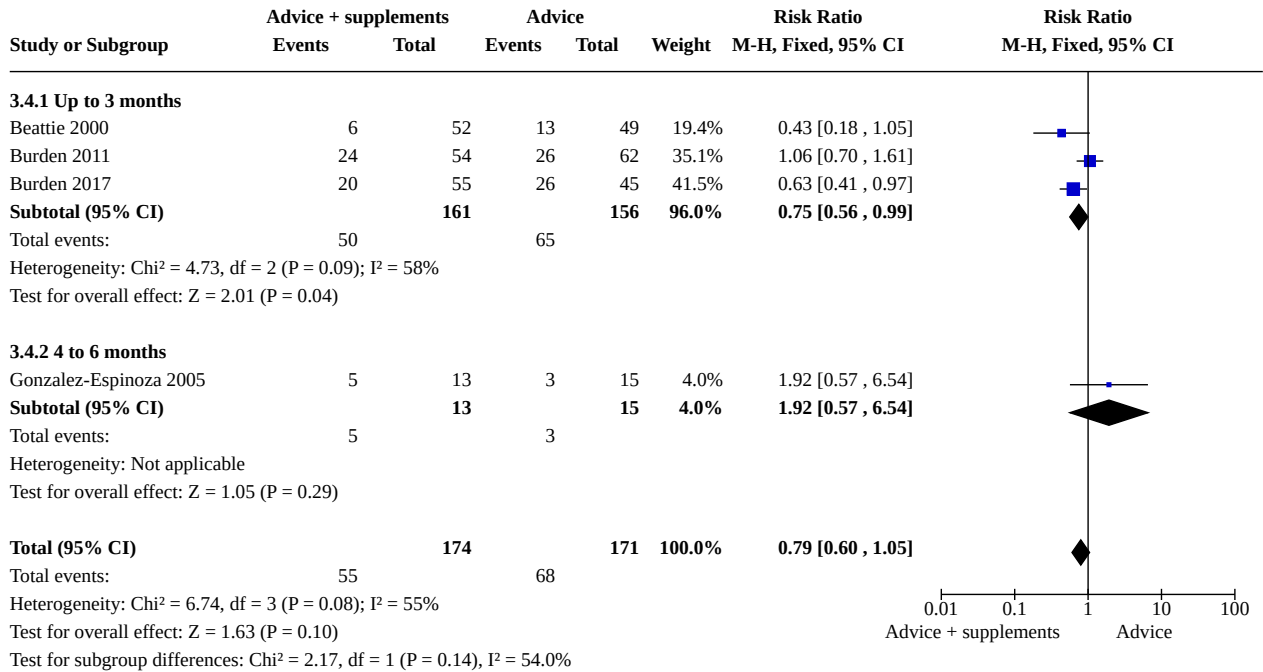 Advice + supplements Advice Risk Ratio Risk Ratio
Study or Subgroup Events Total Events Total Weight M-H, Fixed, 95% CI M-H, Fixed, 95% CI
3.4.1 Up to 3 months
Beattie 2000 6 52 13 49 19.4% 0.43 [0.18 , 1.05]
Burden 2011 24 54 26 62 35.1% 1.06 [0.70 , 1.61]
Burden 2017 20 55 26 45 41.5% 0.63 [0.41 , 0.97]
Subtotal (95% CI) 161 156 96.0% 0.75 [0.56 , 0.99]
Total events: 50 65
Heterogeneity: Chi² = 4.73, df = 2 (P = 0.09); I² = 58%
Test for overall effect: Z = 2.01 (P = 0.04)
3.4.2 4 to 6 months
Gonzalez-Espinoza 2005 5 13 3 15 4.0% 1.92 [0.57 , 6.54]
Subtotal (95% CI) 13 15 4.0% 1.92 [0.57 , 6.54]
Total events: 5 3
Heterogeneity: Not applicable
Test for overall effect: Z = 1.05 (P = 0.29)
Total (95% CI) 174 171 100.0% 0.79 [0.60 , 1.05]
Total events: 55 68
Heterogeneity: Chi² = 6.74, df = 3 (P = 0.08); I² = 55%
Test for overall effect: Z = 1.63 (P = 0.10)
Test for subgroup differences: Chi² = 2.17, df = 1 (P = 0.14), I² = 54.0%
0.01 0.1 1 10 100
Advice + supplements Advice